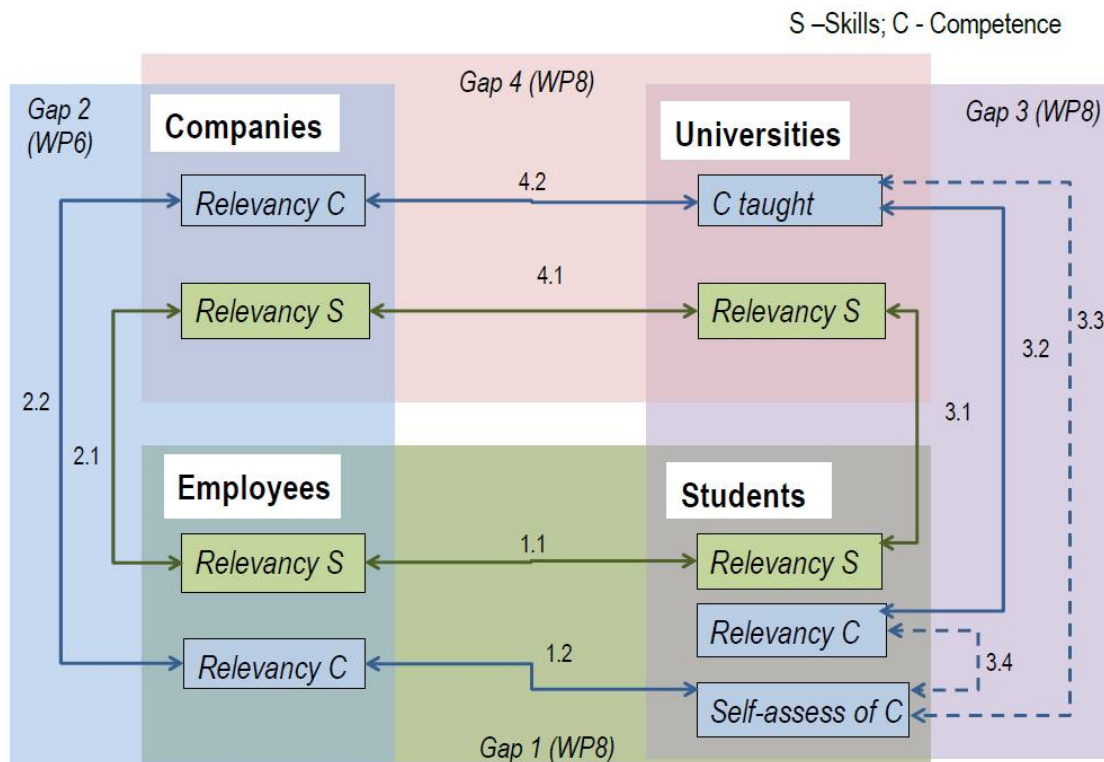 S –Skills; C - Competence
Gap 4 (WP8)
Gap 2
(WP6)
Gap 3 (WP8)
Companies
Universities
Relevancy C
4.2
C taught
Relevancy S
4.1
Relevancy S
3.3
3.2
2.2
3.1
2.1
Employees
Students
Relevancy S
1.1
Relevancy S
Relevancy C
Relevancy C
1.2
3.4
Self-assess of C
Gap 1 (WP8)